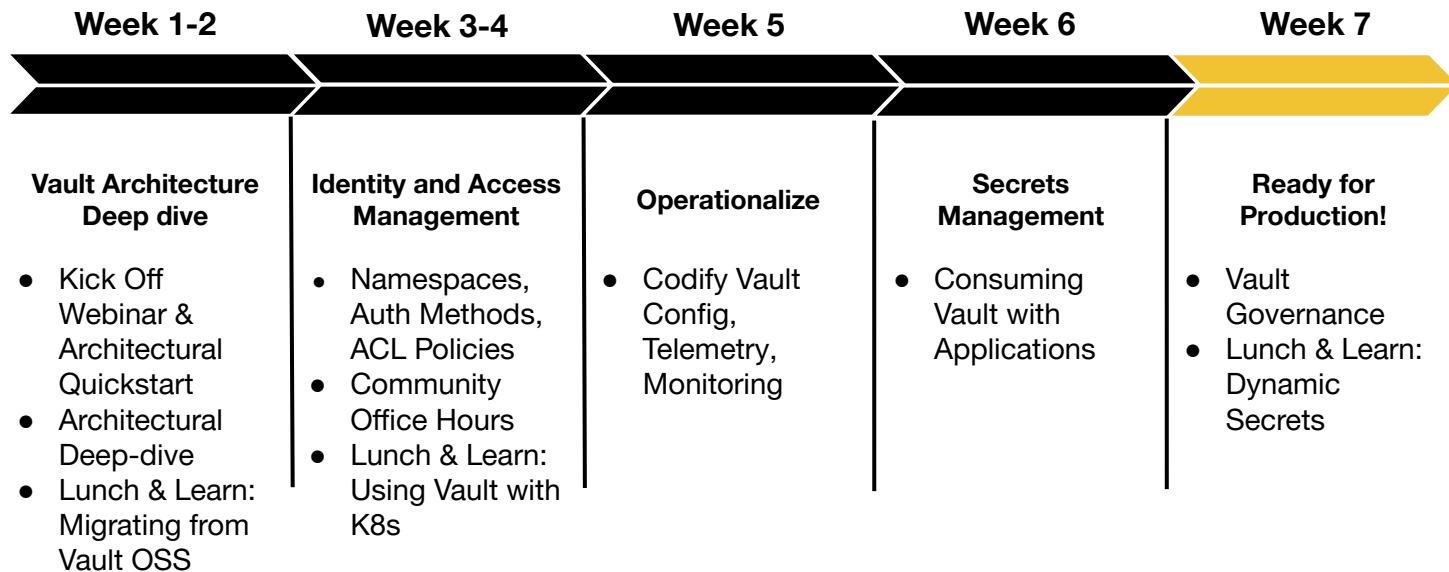 Week 1-2
Week 3-4
Week 5
Week 6
Week 7
Vault Architecture
Deep dive
● Kick Off
Webinar &
Architectural
Quickstart
● Architectural
Deep-dive
● Lunch & Learn:
Migrating from
Vault OSS
Identity and Access
Management
● Namespaces,
Auth Methods,
ACL Policies
● Community
Office Hours
● Lunch & Learn:
Using Vault with
K8s
Operationalize
● Codify Vault
Config,
Telemetry,
Monitoring
Secrets
Management
● Consuming
Vault with
Applications
Ready for
Production!
● Vault
Governance
● Lunch & Learn:
Dynamic
Secrets